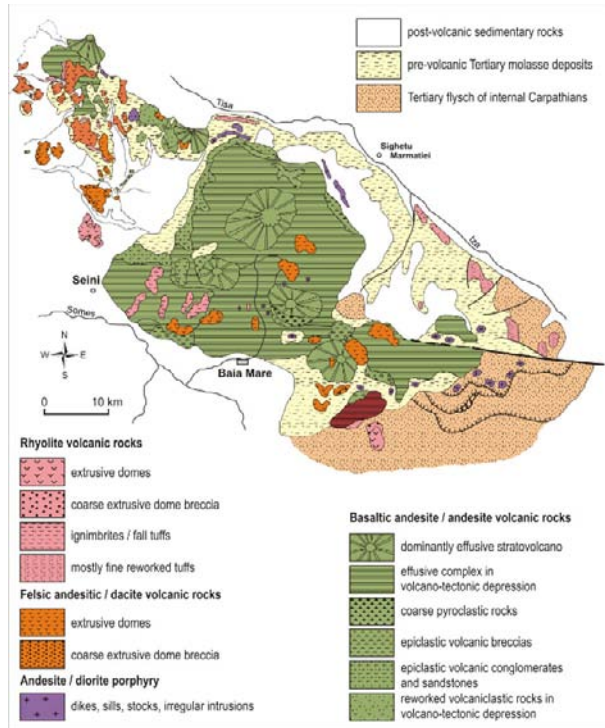 post-volcanic sedimentary rocks
pre-volcanic Tertiary molasse deposits
Tertiary flysch of internal Carpathians
Tisa
Sighetu
Marmatiei
Iza
Seini
Somes
N
W E
S
Baia Mare
0 10 km
Rhyolite volcanic rocks
extrusive domes
coarse extrusive dome breccia
ignimbrites / fall tuffs
mostly fine reworked tuffs
Felsic andesitic / dacite volcanic rocks
extrusive domes
coarse extrusive dome breccia
Andesite / diorite porphyry
dikes, sills, stocks, irregular intrusions
Basaltic andesite / andesite volcanic rocks
dominantly effusive stratovolcano
effusive complex in
volcano-tectonic depression
coarse pyroclastic rocks
epiclastic volcanic breccias
epiclastic volcanic conglomerates
and sandstones
reworked volcaniclastic rocks in
volcano-tectonic depression